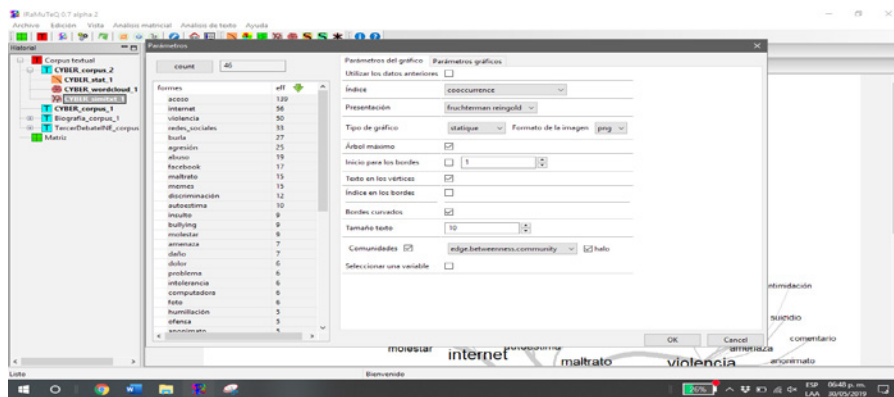 IRaMuTeQ 0.7 alpha 2
Archivo Edición Vista Análisis matricial Análisis de texto Ayuda
Historial
Corpus textual
CYBER_corpus_2
CYBER_stat_1
CYBER_wordcloud_1
CYBER_simitxt_1
CYBER_corpus_1
Biografia_corpus_1
TercerDebateINE_corpus
Matriz
Parámetros
count 46
formes eff
acoso 139
internet 56
violencia 50
redes_sociales 33
burla 27
agresión 25
abuso 19
facebook 17
maltrato 15
memes 15
discriminación 12
autoestima 10
insulto 9
bullying 9
molestar 9
amenaza 7
daño 7
dolor 6
problema 6
intolerancia 6
computadora 6
foto 6
humillación 5
ofensa 5
anonimato 5
Parámetros del gráfico Parámetros gráficos
Utilizar los datos anteriores
Índice cooccurrence
Presentación fruchterman reingold
Tipo de gráfico statique Formato de la imagen png
Árbol máximo
Inicio para los bordes 1
Texto en los vértices
Índice en los bordes
Bordes curvados
Tamaño texto 10
Comunidades edge.betweenness.community halo
Seleccionar una variable
OK Cancel
intimidación
suicidio
comentario
molestar autoestima amenaza
internet maltrato violencia anonimato
Listo Bienvenido
26% ESP 06:48 p. m.
LAA 30/05/2019